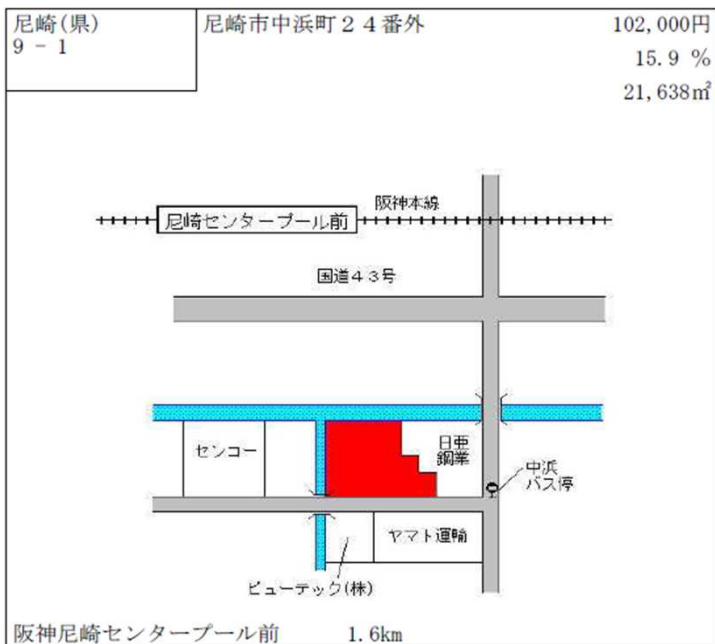 尼崎(県)
9 - 1
尼崎市中浜町２４番外
102,000円
15.9 %
21,638㎡
阪神本線
尼崎センタープール前
国道４３号
センコー
日亜
鋼業
中浜
バス停
ヤマト運輸
ビューテック(株)
阪神尼崎センタープール前 1.6km